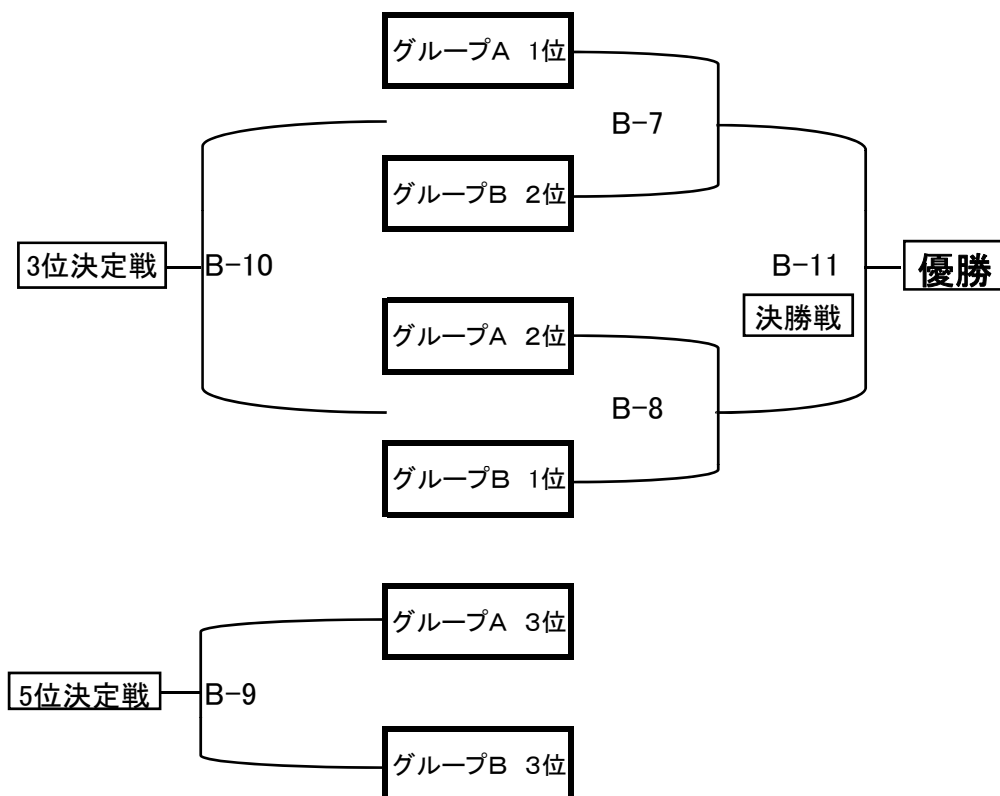 グループA 1位
B-7
グループB 2位
3位決定戦
B-10
B-11
優勝
決勝戦
グループA 2位
B-8
グループB 1位
グループA 3位
5位決定戦
B-9
グループB 3位